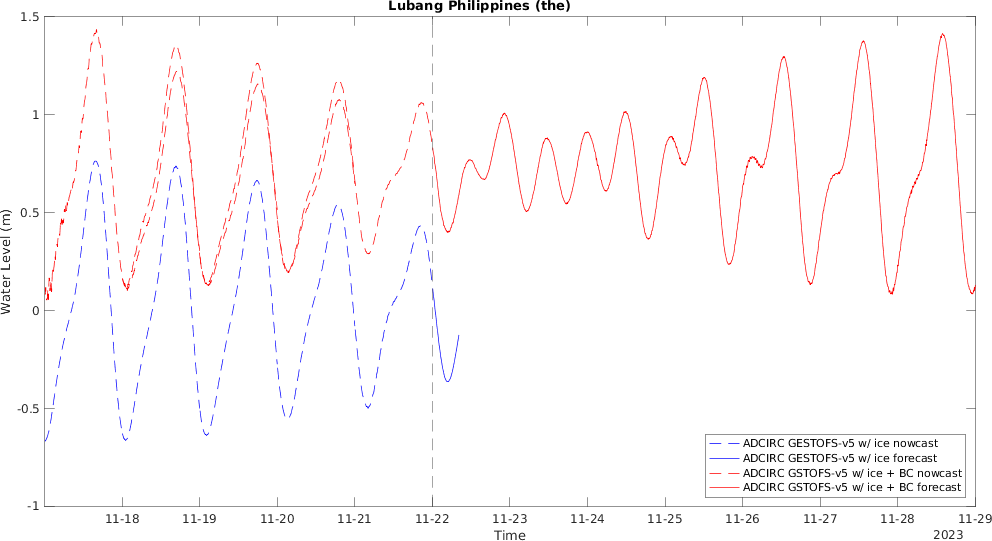 Lubang Philippines (the)
1.5
1
0.5
0
-0.5
-1
Water Level (m)
11-18 11-19 11-20 11-21 11-22 11-23 11-24 11-25 11-26 11-27 11-28 11-29
Time
2023
ADCIRC GESTOFS-v5 w/ ice nowcast
ADCIRC GESTOFS-v5 w/ ice forecast
ADCIRC GSTOFS-v5 w/ ice + BC nowcast
ADCIRC GSTOFS-v5 w/ ice + BC forecast